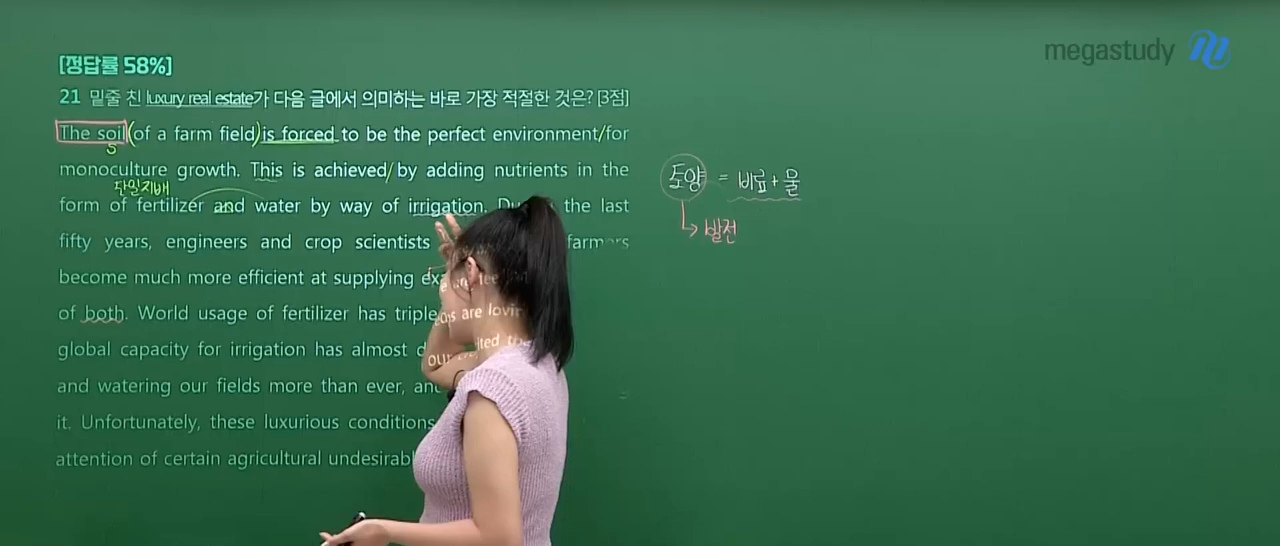 megastudy
[정답률 58%]
21 밑줄 친 luxury real estate가 다음 글에서 의미하는 바로 가장 적절한 것은? [3점]
The soil of a farm field is forced to be the perfect environment/for
S
monoculture growth. This is achieved/by adding nutrients in the
단일재배
form of fertilizer and water by way of irrigation. the last
fifty years, engineers and crop scientists farmers
become much more efficient at supplying
of both. World usage of fertilizer has
global capacity for irrigation has almost
and watering our fields more than ever,
it. Unfortunately, these luxurious conditions
attention of certain agricultural
토양 = 비료+물
→ 발전